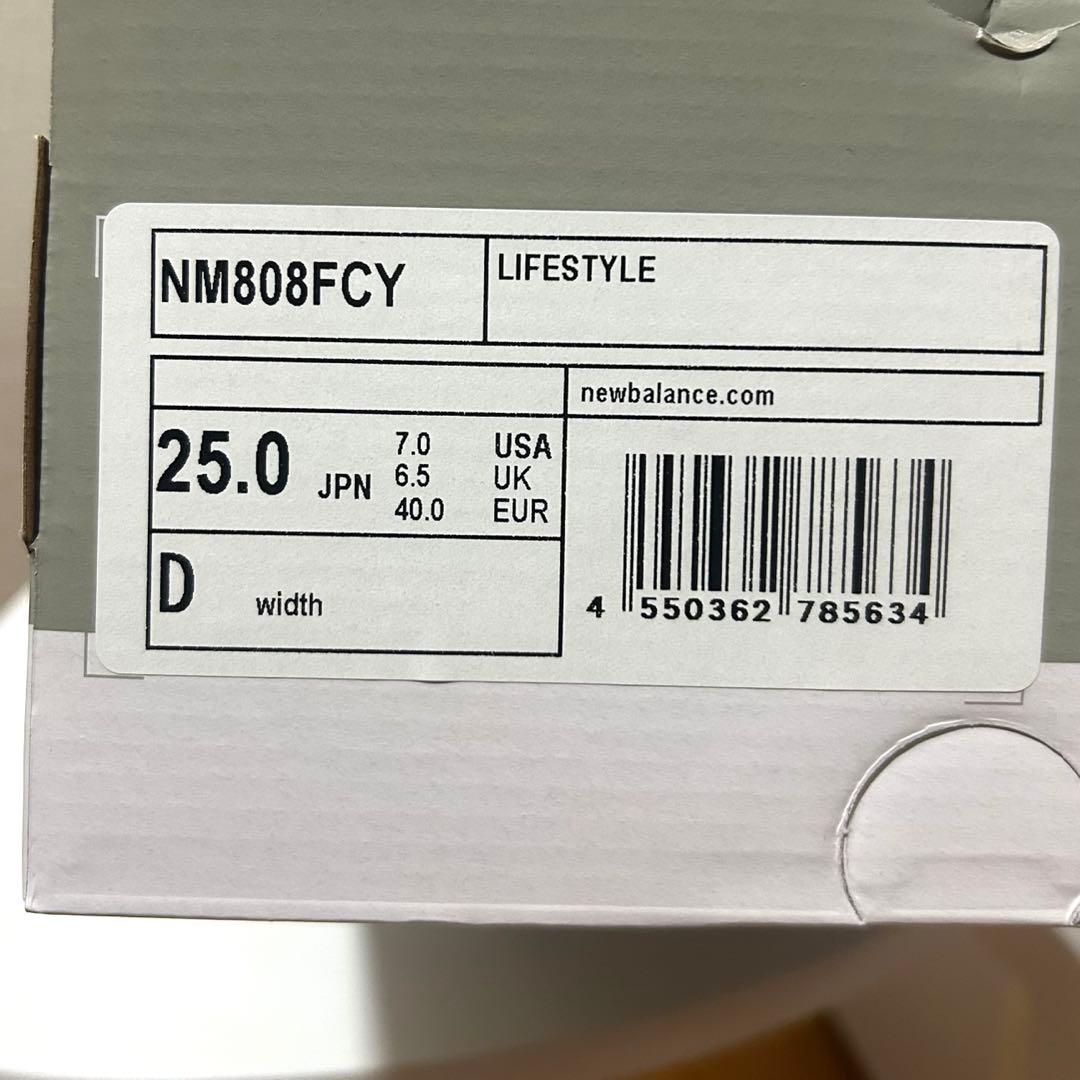 NM808FCY
LIFESTYLE
newbalance.com
25.0 JPN
7.0 USA
6.5 UK
40.0 EUR
D width
4 550362 785634